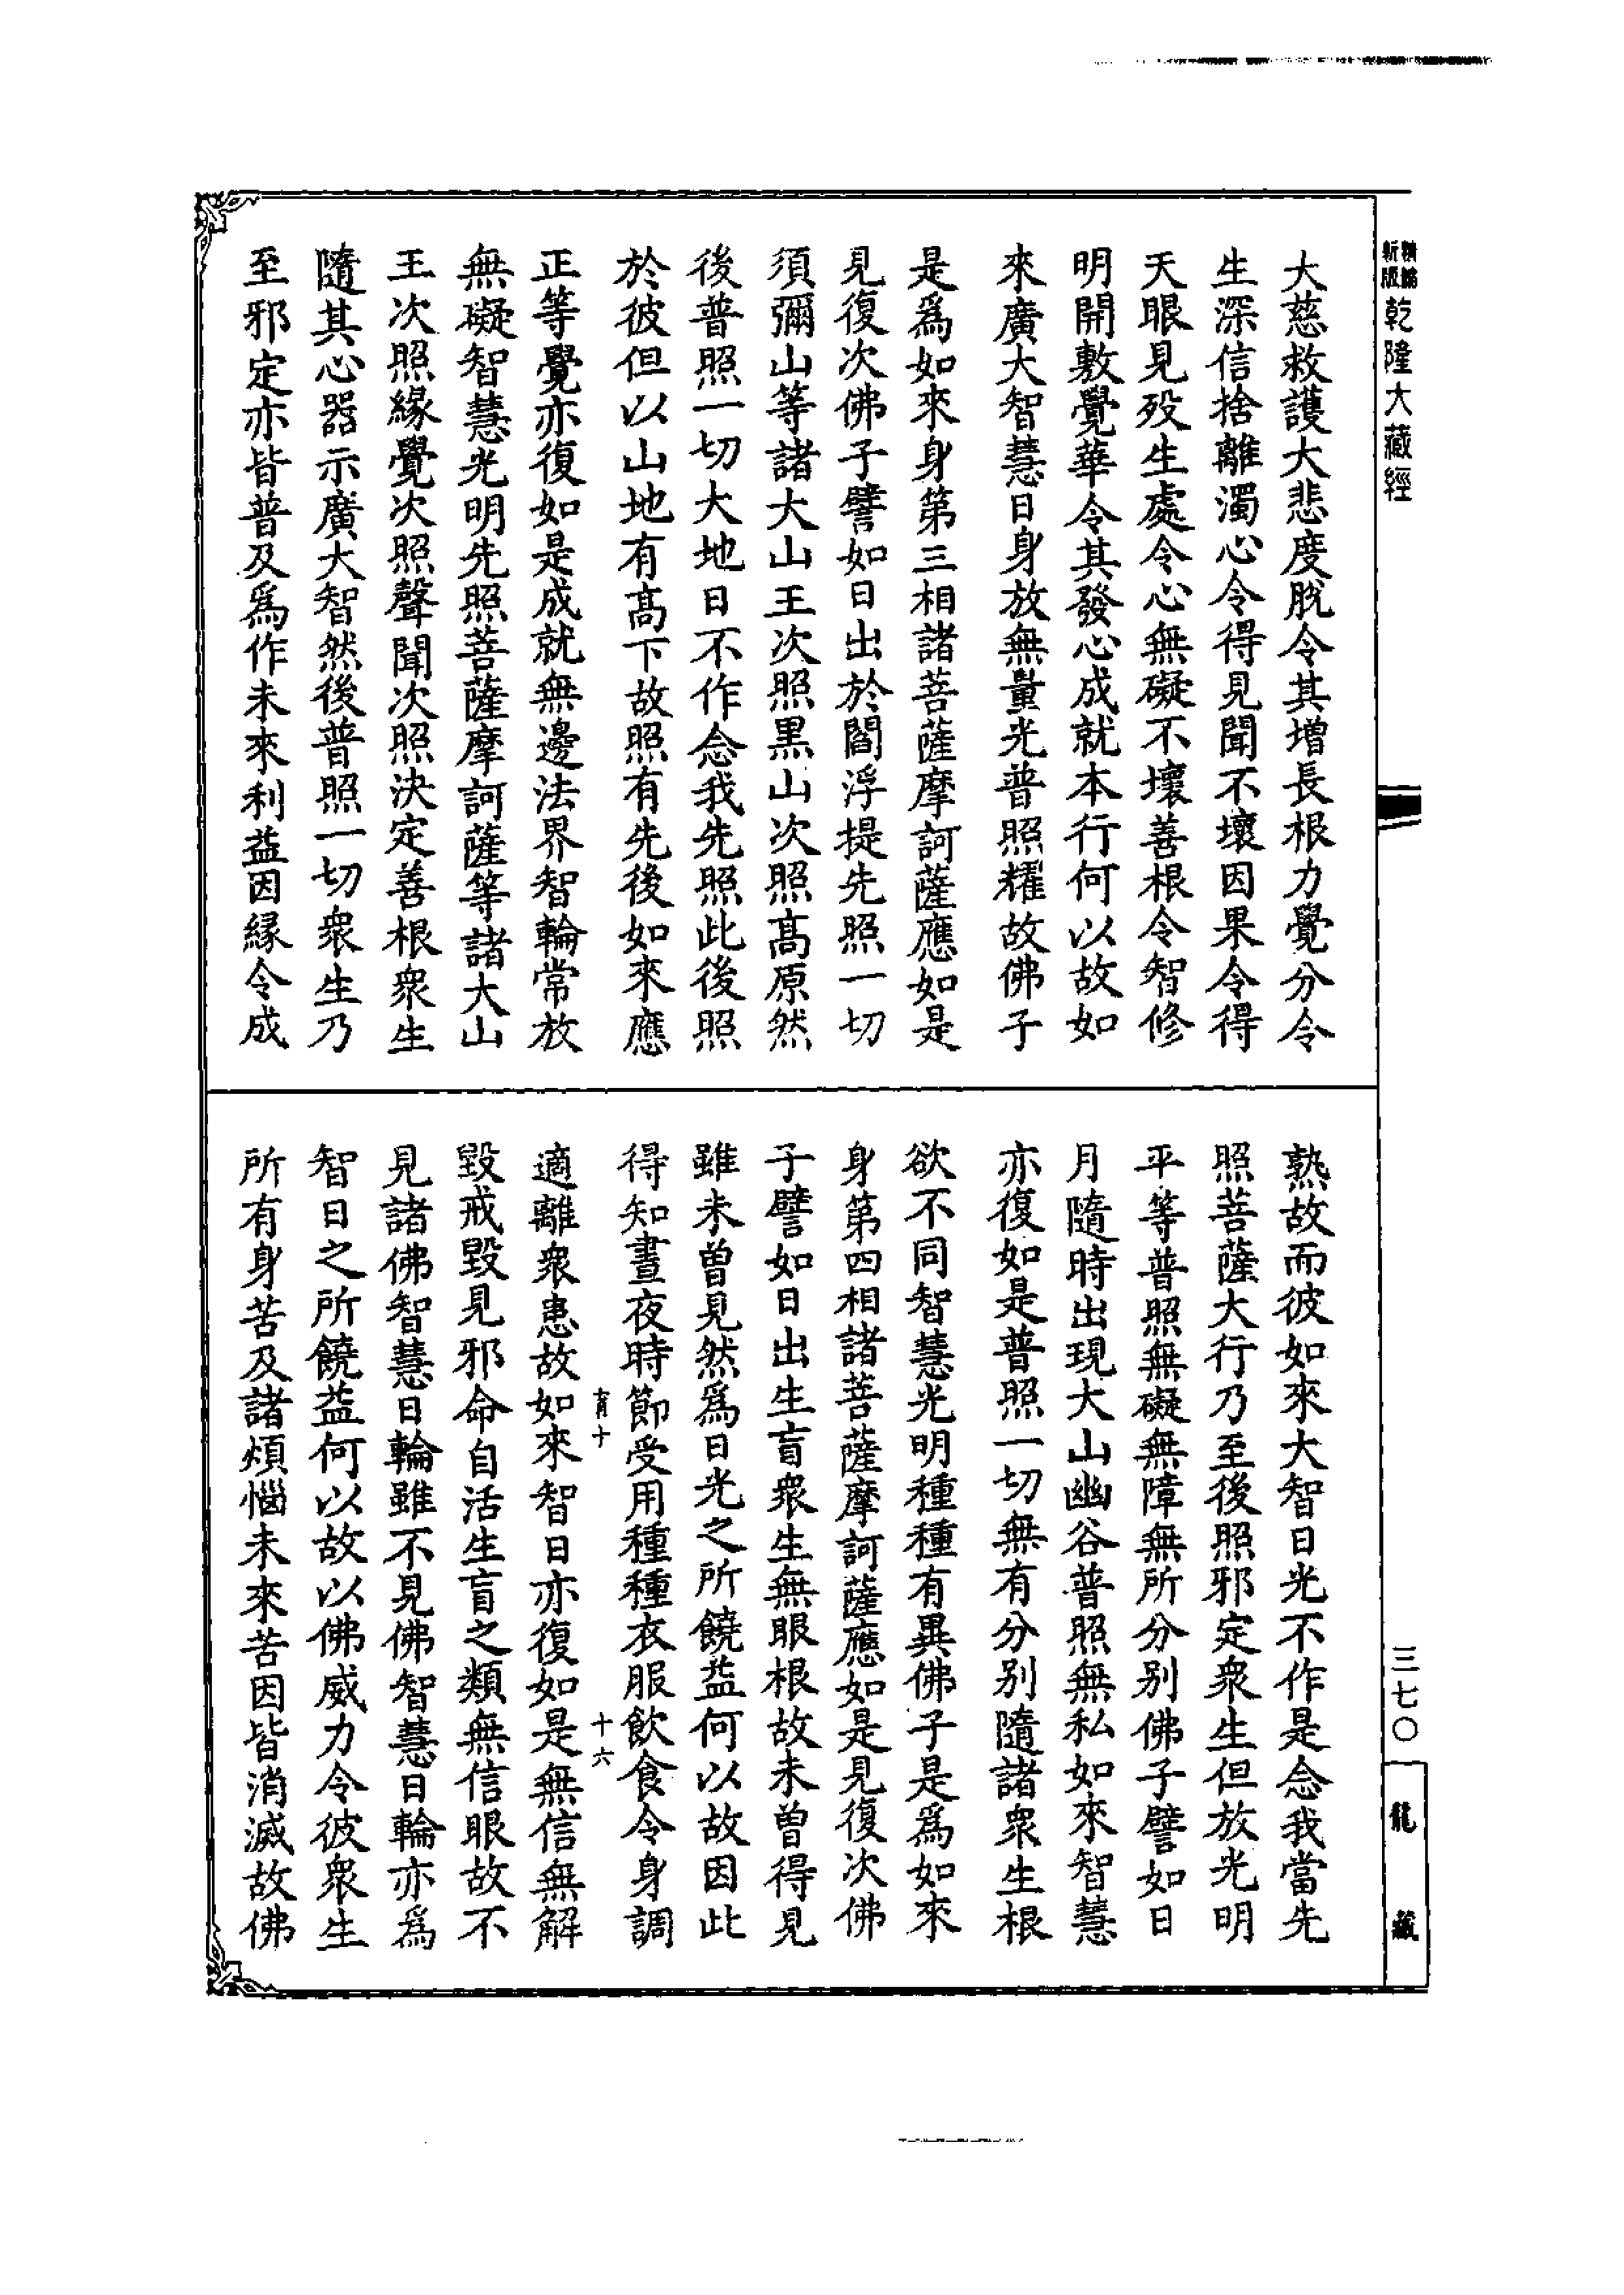 新版
精編
乾隆大藏經
大慈救護大悲度脫令其增長根力覺分令
生深信捨離濁心令得見聞不壞因果令得
天眼見歿生處令心無礙不壞善根令智修
明開敷覺華令其發心成就本行何以故如
來廣大智慧日身放無量光普照耀故佛子
是爲如來身第三相諸菩薩摩訶薩應如是
見復次佛子譬如日出於閻浮提先照一切
須彌山等諸大山王次照黑山次照高原然
後普照一切大地日不作念我先照此後照
於彼但以山地有高下故照有先後如來應
正等覺亦復如是成就無邊法界智輪常放
無礙智慧光明先照菩薩摩訶薩等諸大山
王次照緣覺次照聲聞次照決定善根衆生
隨其心器示廣大智然後普照一切衆生乃
至邪定亦皆普及爲作未來利益因緣令成
熟故而彼如來大智日光不作是念我當先
照菩薩大行乃至後照邪定衆生但放光明
平等普照無礙無障無所分別佛子譬如日
月隨時出現大山幽谷普照無私如來智慧
亦復如是普照一切無有分別隨諸衆生根
欲不同智慧光明種種有異佛子是爲如來
身第四相諸菩薩摩訶薩應如是見復次佛
子譬如日出生盲衆生無眼根故未曾得見
雖未曾見然爲日光之所饒益何以故因此
得知晝夜時節受用種種衣服飲食令身調
育十
十六
適離衆患故如來智日亦復如是無信無解
毀戒毀見邪命自活生盲之類無信眼故不
見諸佛智慧日輪雖不見佛智慧日輪亦爲
智日之所饒益何以故以佛威力令彼衆生
所有身苦及諸煩惱未來苦因皆消滅故佛
三七〇
龍藏